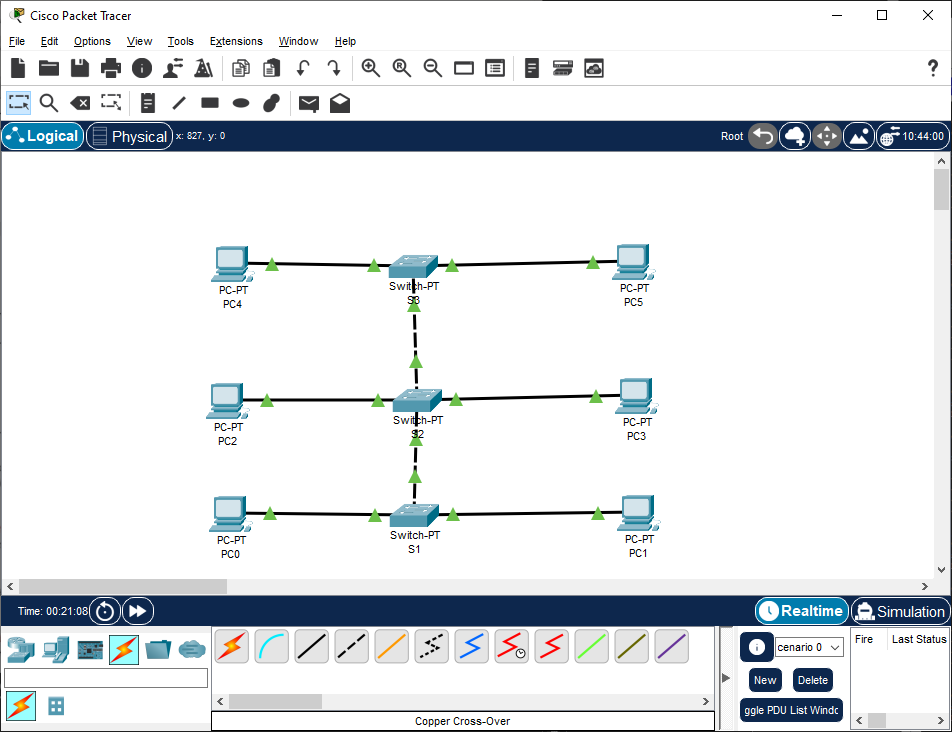 Cisco Packet Tracer
File Edit Options View Tools Extensions Window Help
?
Logical Physical x: 827, y: 0 Root 10:44:00
PC-PT
PC4
Switch-PT
S3
PC-PT
PC5
PC-PT
PC2
Switch-PT
S2
PC-PT
PC3
PC-PT
PC0
Switch-PT
S1
PC-PT
PC1
Time: 00:21:08 Realtime Simulation
cenario 0
New Delete
ggle PDU List Windo
Fire Last Status
Copper Cross-Over